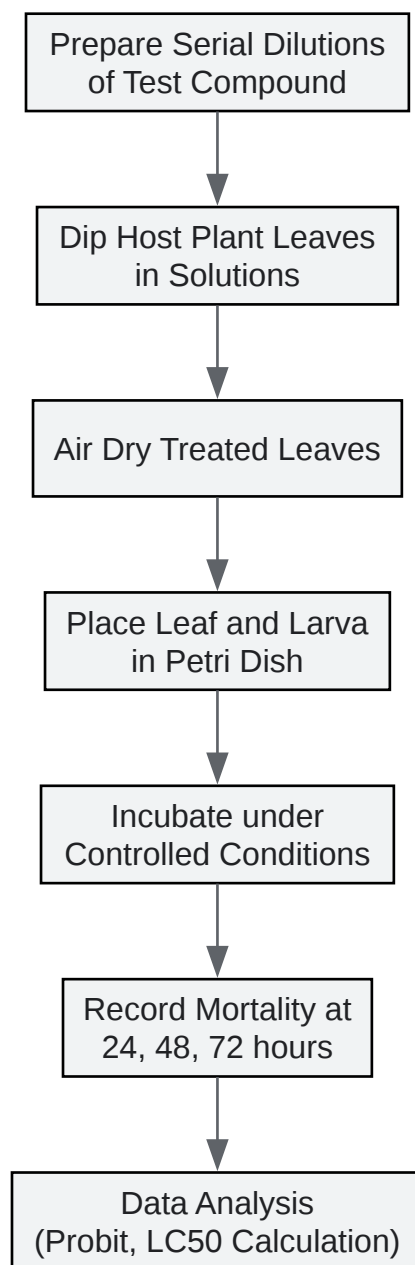 Prepare Serial Dilutions
of Test Compound
Dip Host Plant Leaves
in Solutions
Air Dry Treated Leaves
Place Leaf and Larva
in Petri Dish
Incubate under
Controlled Conditions
Record Mortality at
24, 48, 72 hours
Data Analysis
(Probit, LC50 Calculation)